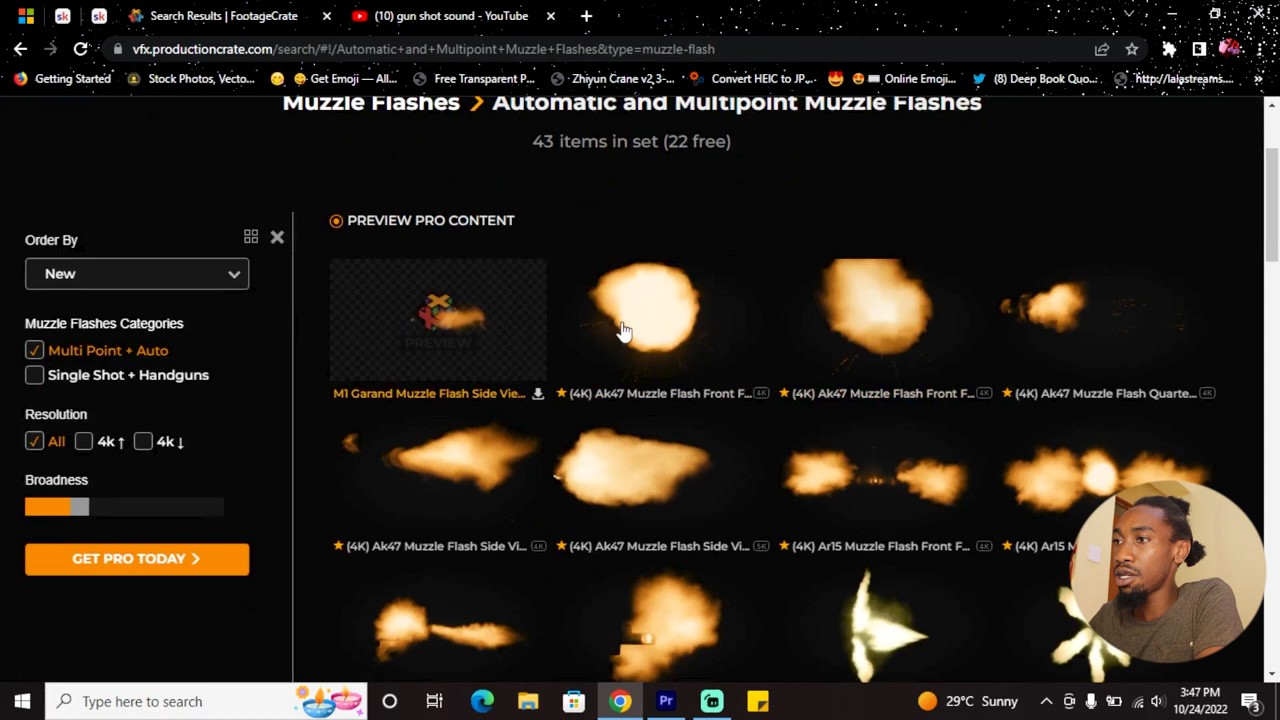 Search Results | FootageCrate
(10) gun shot sound - YouTube
vfx.productioncrate.com/search/#!/Automatic+and+Multipoint+Muzzle+Flashes&type=muzzle-flash
Getting Started
Stock Photos, Vecto...
Get Emoji — All...
Free Transparent P...
Zhiyun Crane v2 3-...
Convert HEIC to JP...
Online Emoji...
(8) Deep Book Quo...
http://lalastreams....
Muzzle Flashes > Automatic and Multipoint Muzzle Flashes
43 items in set (22 free)
PREVIEW PRO CONTENT
Order By
New
Muzzle Flashes Categories
Multi Point + Auto
Single Shot + Handguns
Resolution
All 4k↑ 4k↓
Broadness
GET PRO TODAY >
PREVIEW
M1 Garand Muzzle Flash Side Vie...
(4K) Ak47 Muzzle Flash Front F... 4K
(4K) Ak47 Muzzle Flash Front F... 4K
(4K) Ak47 Muzzle Flash Quarte... 4K
(4K) Ak47 Muzzle Flash Side Vi... 4K
(4K) Ak47 Muzzle Flash Side Vi... 5K
(4K) Ar15 Muzzle Flash Front F... 4K
(4K) Ar15 M
Type here to search
Pr
29°C Sunny
3:47 PM
10/24/2022
3